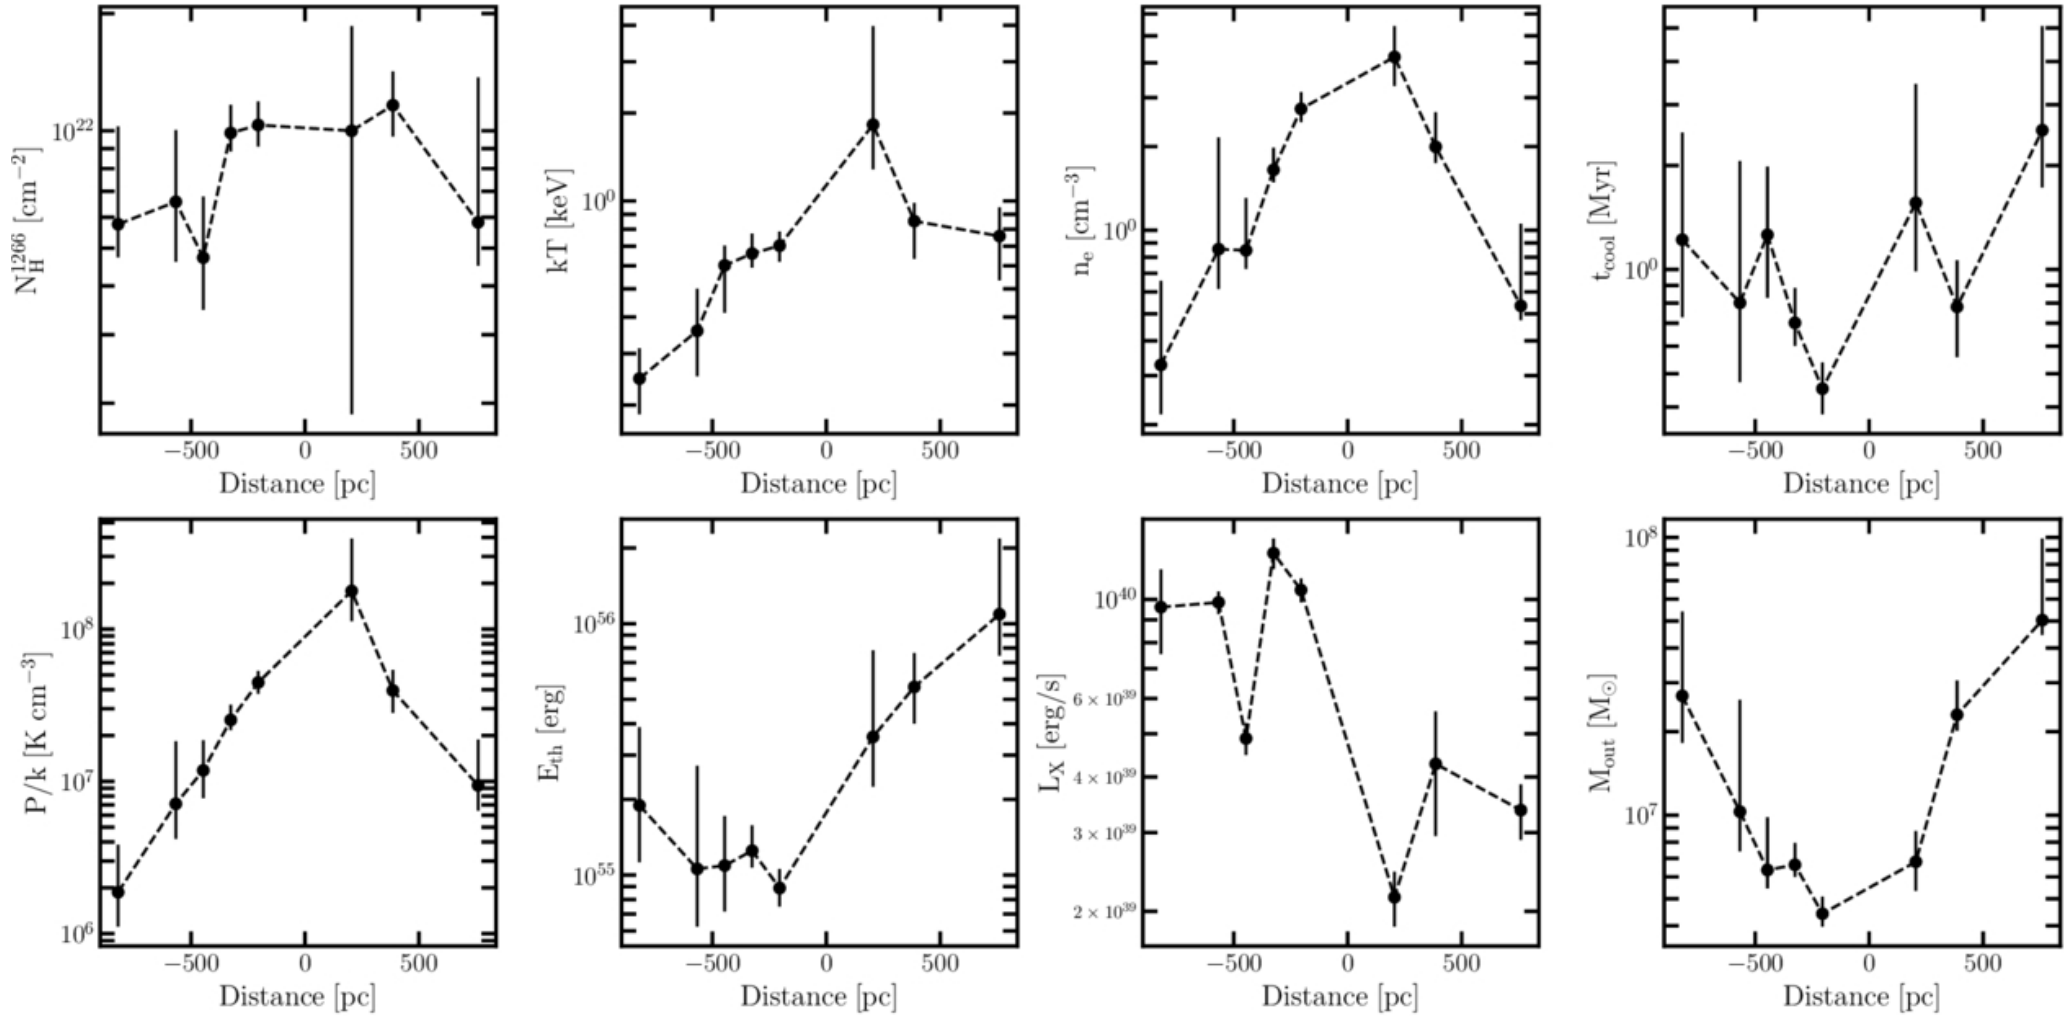 N_H^1266 [cm^−2]
10^22
−500 0 500
Distance [pc]
kT [keV]
10^0
−500 0 500
Distance [pc]
n_e [cm^−3]
10^0
−500 0 500
Distance [pc]
t_cool [Myr]
10^0
−500 0 500
Distance [pc]
P/k [K cm^−3]
10^8
10^7
10^6
−500 0 500
Distance [pc]
E_th [erg]
10^56
10^55
−500 0 500
Distance [pc]
L_X [erg/s]
10^40
6 × 10^39
4 × 10^39
3 × 10^39
2 × 10^39
−500 0 500
Distance [pc]
M_out [M_⊙]
10^8
10^7
−500 0 500
Distance [pc]